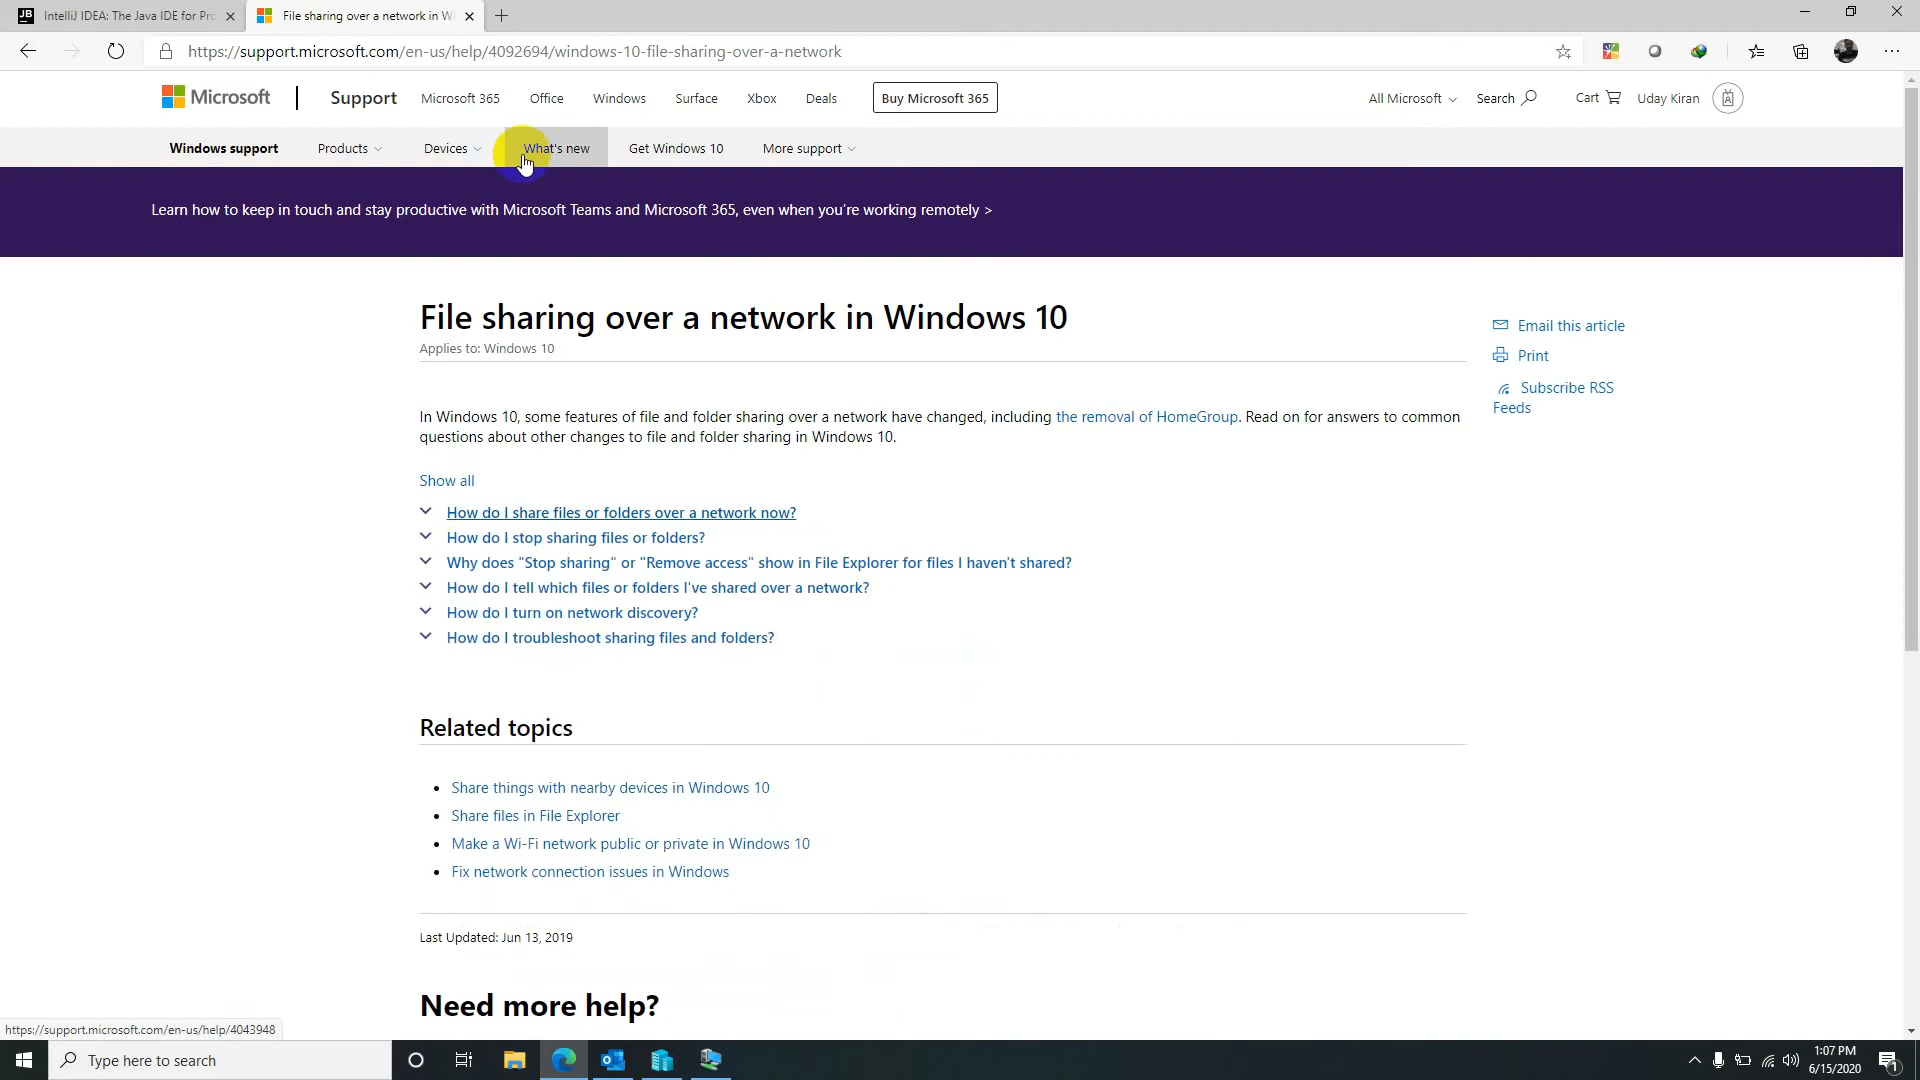 JB IntelliJ IDEA: The Java IDE for Pr
File sharing over a network in W
https://support.microsoft.com/en-us/help/4092694/windows-10-file-sharing-over-a-network
Microsoft Support Microsoft 365 Office Windows Surface Xbox Deals Buy Microsoft 365 All Microsoft Search Cart Uday Kiran
Windows support Products Devices What's new Get Windows 10 More support
Learn how to keep in touch and stay productive with Microsoft Teams and Microsoft 365, even when you're working remotely >
File sharing over a network in Windows 10
Applies to: Windows 10
Email this article
Print
Subscribe RSS
Feeds
In Windows 10, some features of file and folder sharing over a network have changed, including the removal of HomeGroup. Read on for answers to common
questions about other changes to file and folder sharing in Windows 10.
Show all
How do I share files or folders over a network now?
How do I stop sharing files or folders?
Why does "Stop sharing" or "Remove access" show in File Explorer for files I haven't shared?
How do I tell which files or folders I've shared over a network?
How do I turn on network discovery?
How do I troubleshoot sharing files and folders?
Related topics
Share things with nearby devices in Windows 10
Share files in File Explorer
Make a Wi-Fi network public or private in Windows 10
Fix network connection issues in Windows
Last Updated: Jun 13, 2019
Need more help?
https://support.microsoft.com/en-us/help/4043948
Type here to search
1:07 PM
6/15/2020
1